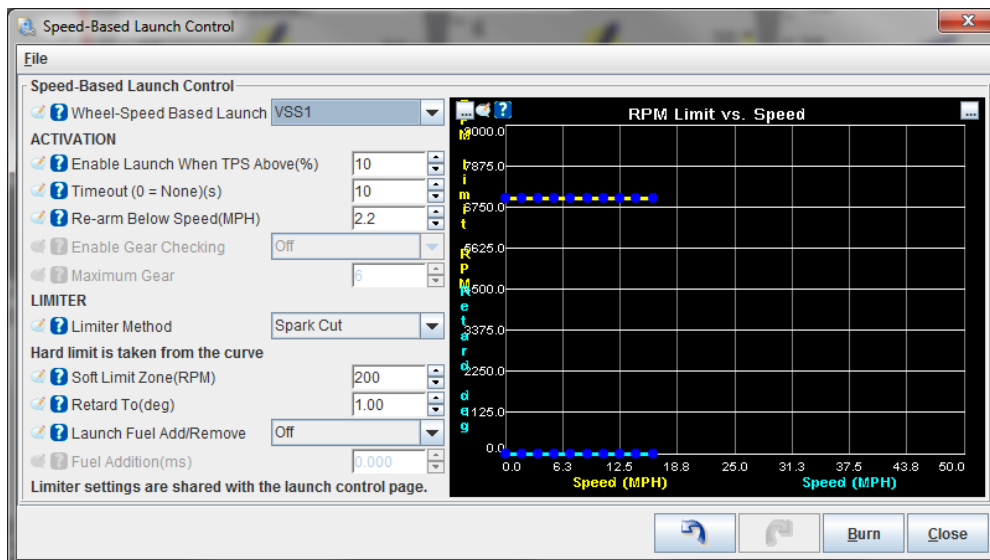 Speed-Based Launch Control
File
Speed-Based Launch Control
Wheel-Speed Based Launch VSS1
ACTIVATION
Enable Launch When TPS Above(%) 10
Timeout (0 = None)(s) 10
Re-arm Below Speed(MPH) 2.2
Enable Gear Checking Off
Maximum Gear 6
LIMITER
Limiter Method Spark Cut
Hard limit is taken from the curve
Soft Limit Zone(RPM) 200
Retard To(deg) 1.00
Launch Fuel Add/Remove Off
Fuel Addition(ms) 0.000
Limiter settings are shared with the launch control page.
RPM Limit vs. Speed
9000.0
7875.0
6750.0
5625.0
4500.0
3375.0
2250.0
1125.0
0.0
0.0 6.3 12.5 18.8 25.0 31.3 37.5 43.8 50.0
Speed (MPH) Speed (MPH)
Burn Close